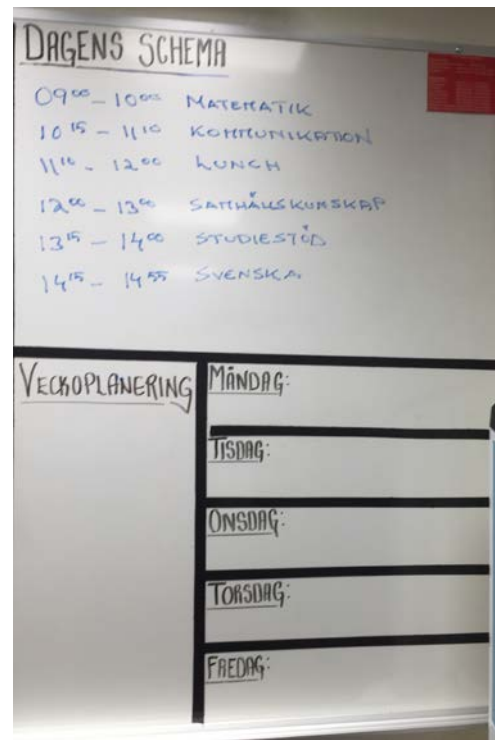 DAGENS SCHEMA
09⁰⁰ – 10⁰⁰ MATEMATIK
10¹⁵ – 11¹⁰ KOMMUNIKATION
11¹⁰ – 12⁰⁰ LUNCH
12⁰⁰ – 13⁰⁰ SAMHÄLLSKUNSKAP
13¹⁵ – 14⁰⁰ STUDIESTÖD
14¹⁵ – 14⁵⁵ SVENSKA
VECKOPLANERING
MÅNDAG:
TISDAG:
ONSDAG:
TORSDAG:
FREDAG: